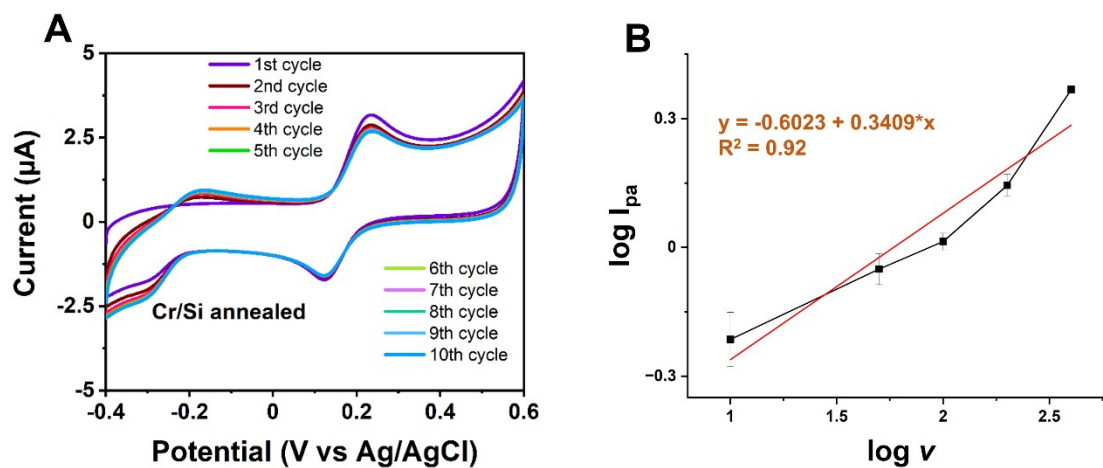 A
5
2.5
0
-2.5
-5
Current (µA)
1st cycle
2nd cycle
3rd cycle
4th cycle
5th cycle
6th cycle
7th cycle
8th cycle
9th cycle
10th cycle
Cr/Si annealed
-0.4
-0.2
0
0.2
0.4
0.6
Potential (V vs Ag/AgCl)
B
y = -0.6023 + 0.3409*x
R² = 0.92
0.3
0
−0.3
log Ipa
1
1.5
2
2.5
log v